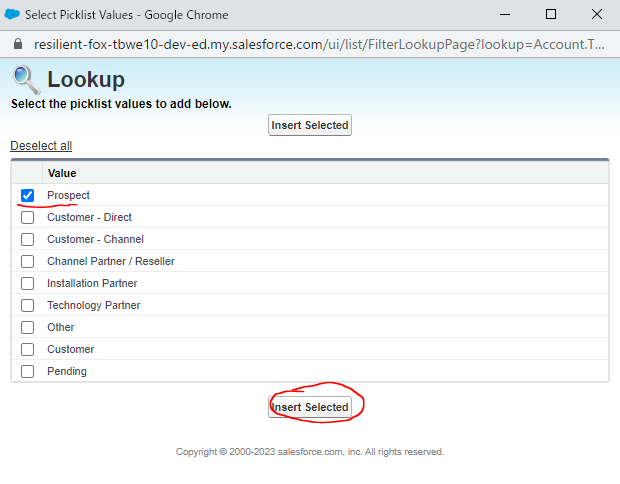 Select Picklist Values - Google Chrome
resilient-fox-tbwe10-dev-ed.my.salesforce.com/ui/list/FilterLookupPage?lookup=Account.T...
Lookup
Select the picklist values to add below.
Insert Selected
Deselect all
Value
Prospect
Customer - Direct
Customer - Channel
Channel Partner / Reseller
Installation Partner
Technology Partner
Other
Customer
Pending
Insert Selected
Copyright © 2000-2023 salesforce.com, inc. All rights reserved.